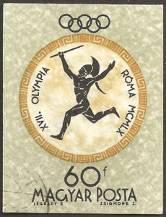 XVII. OLYMPIA ROMA MCMLX
60f
MAGYAR POSTA